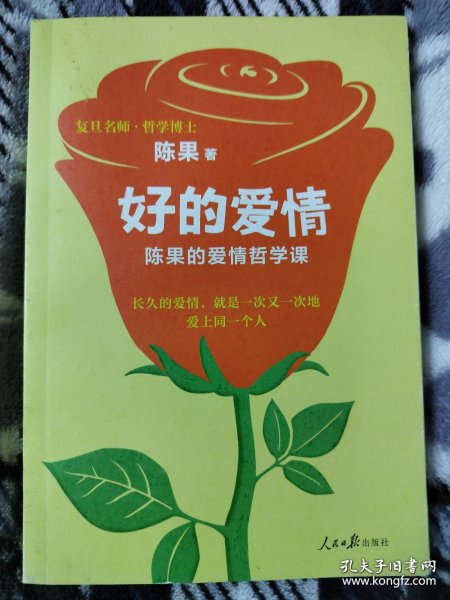 复旦名师·哲学博士
陈果 著
好的爱情
陈果的爱情哲学课
长久的爱情，就是一次又一次地
爱上同一个人
人民日报出版社
孔夫子旧书网
www.kongfz.com